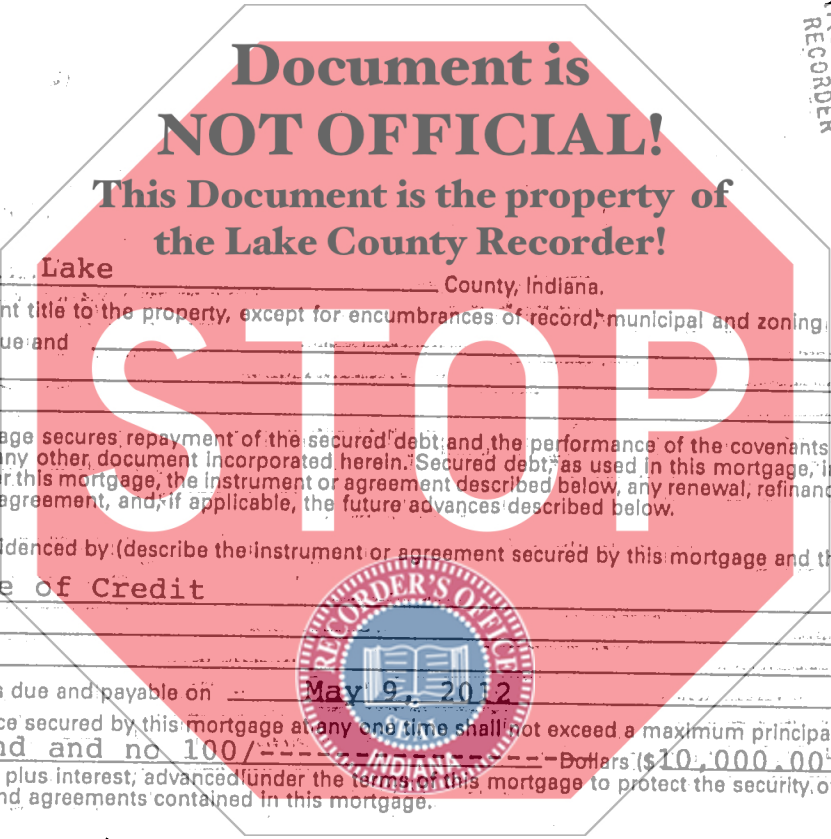 RECORDER
Document is
NOT OFFICIAL!
This Document is the property of
the Lake County Recorder!
Lake County, Indiana.
nt title to the property, except for encumbrances of record, municipal and zoning
ue and
STOP
age secures repayment of the secured debt and the performance of the covenants
ny other document incorporated herein. Secured debt, as used in this mortgage, i
r this mortgage, the instrument or agreement described below, any renewal, refinanc
agreement, and, if applicable, the future advances described below.
idenced by (describe the instrument or agreement secured by this mortgage and th
e of Credit
RECORDER'S OFFICE
s due and payable on May 9, 2012
ce secured by this mortgage at any one time shall not exceed a maximum principa
SEAL
nd and no 100/ Dollars ($10,000.00
INDIANA
plus interest, advanced under the terms of this mortgage to protect the security o
nd agreements contained in this mortgage.